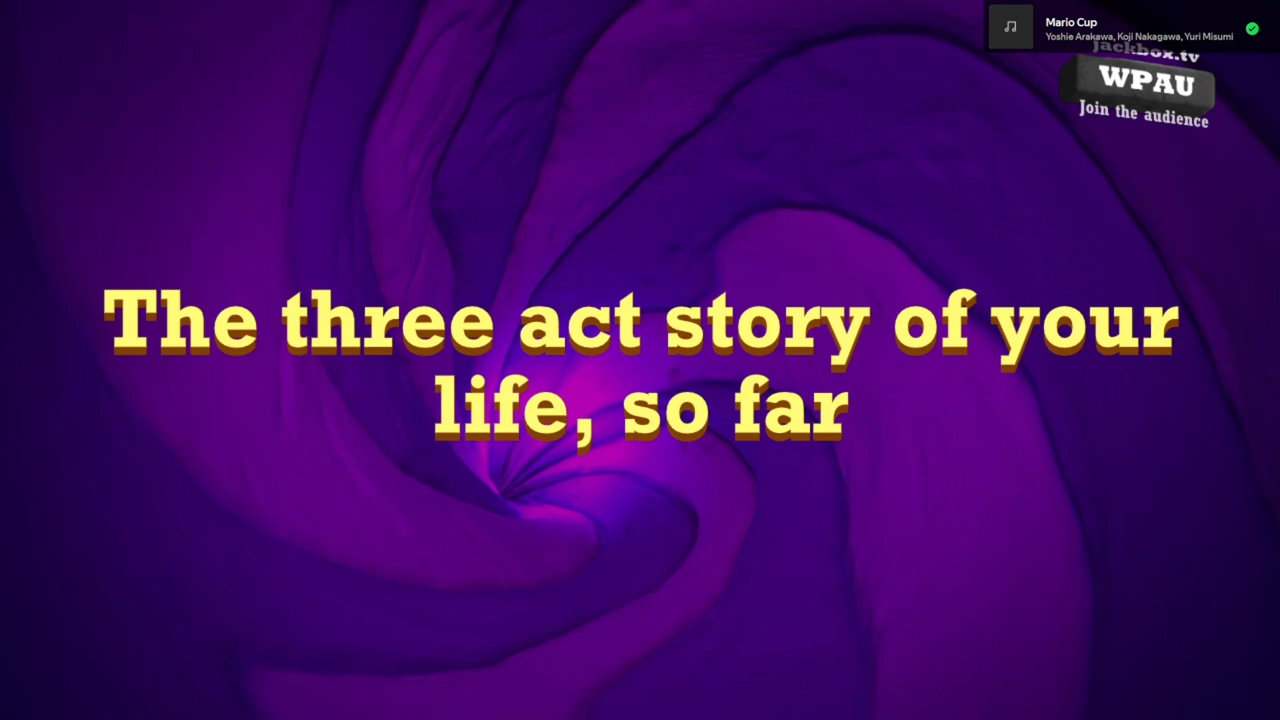 Mario Cup
Yoshie Arakawa, Koji Nakagawa, Yuri Misumi
jackbox.tv
WPAU
Join the audience
The three act story of your
life, so far